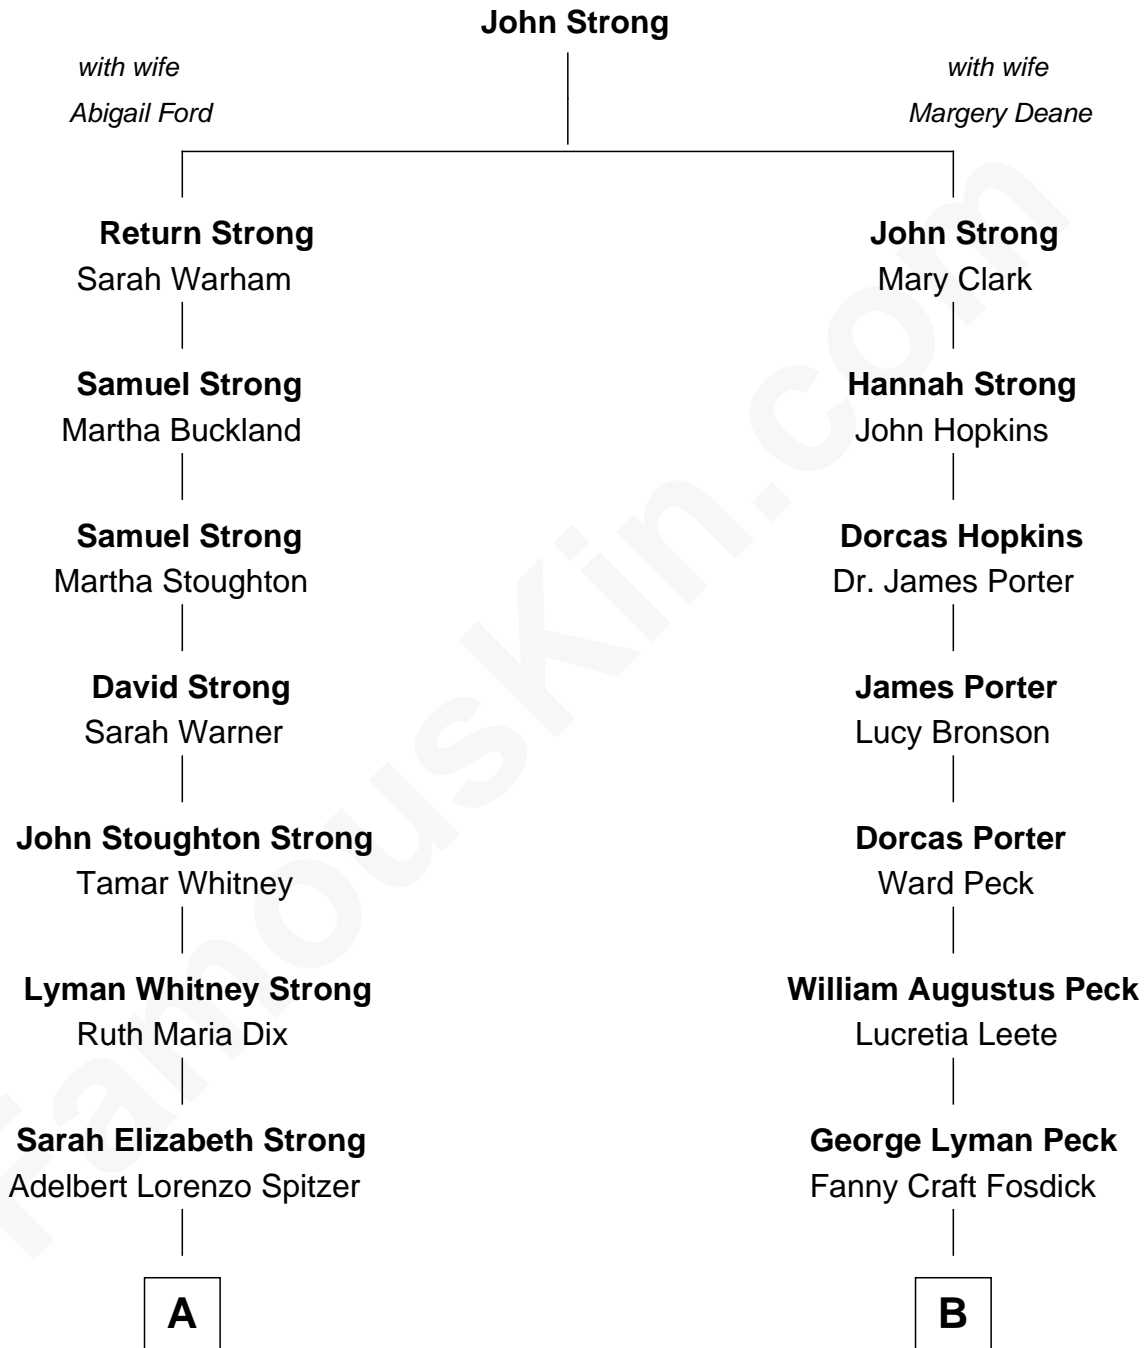 John Strong
with wife
Abigail Ford
with wife
Margery Deane
Return Strong
Sarah Warham
John Strong
Mary Clark
Samuel Strong
Martha Buckland
Hannah Strong
John Hopkins
Samuel Strong
Martha Stoughton
Dorcas Hopkins
Dr. James Porter
David Strong
Sarah Warner
James Porter
Lucy Bronson
John Stoughton Strong
Tamar Whitney
Dorcas Porter
Ward Peck
Lyman Whitney Strong
Ruth Maria Dix
William Augustus Peck
Lucretia Leete
Sarah Elizabeth Strong
Adelbert Lorenzo Spitzer
George Lyman Peck
Fanny Craft Fosdick
A
B
FamousKin.com